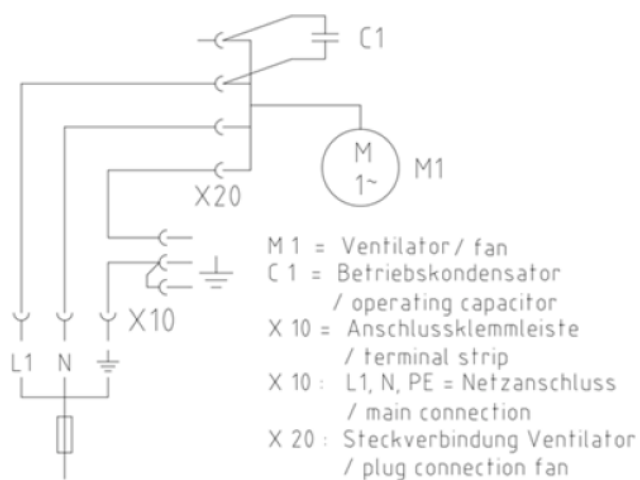 C1
M
1~
M1
X20
M 1 = Ventilator / fan
C 1 = Betriebskondensator
/ operating capacitor
X10
X 10 = Anschlussklemmleiste
/ terminal strip
L1 N
X 10 : L1, N, PE = Netzanschluss
/ main connection
X 20 : Steckverbindung Ventilator
/ plug connection fan